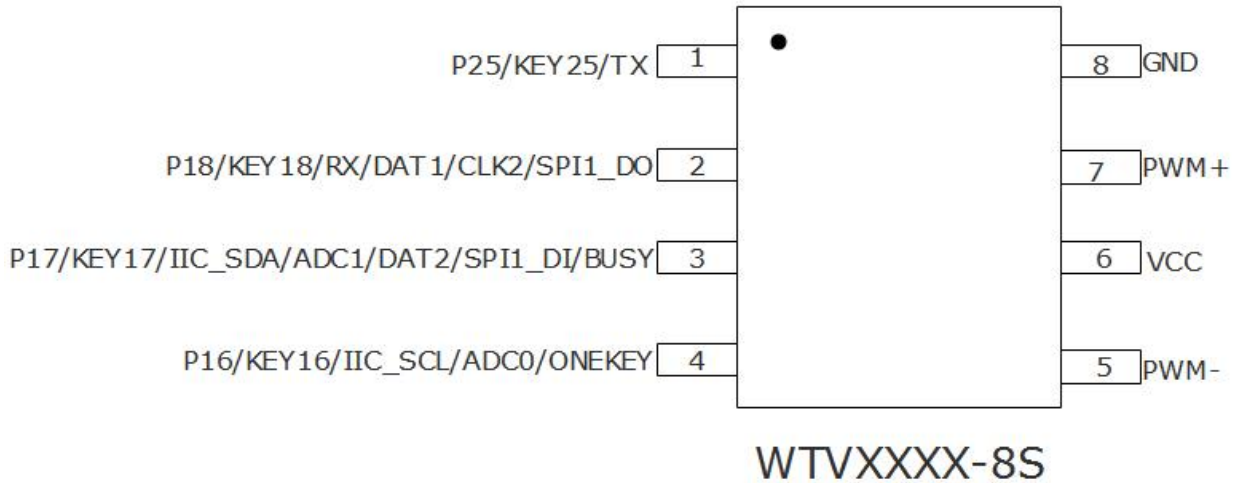 P25/KEY25/TX 1
8 GND
P18/KEY18/RX/DAT1/CLK2/SPI1_DO 2
7 PWM+
P17/KEY17/IIC_SDA/ADC1/DAT2/SPI1_DI/BUSY 3
6 VCC
P16/KEY16/IIC_SCL/ADC0/ONEKEY 4
5 PWM-
WTVXXXX-8S